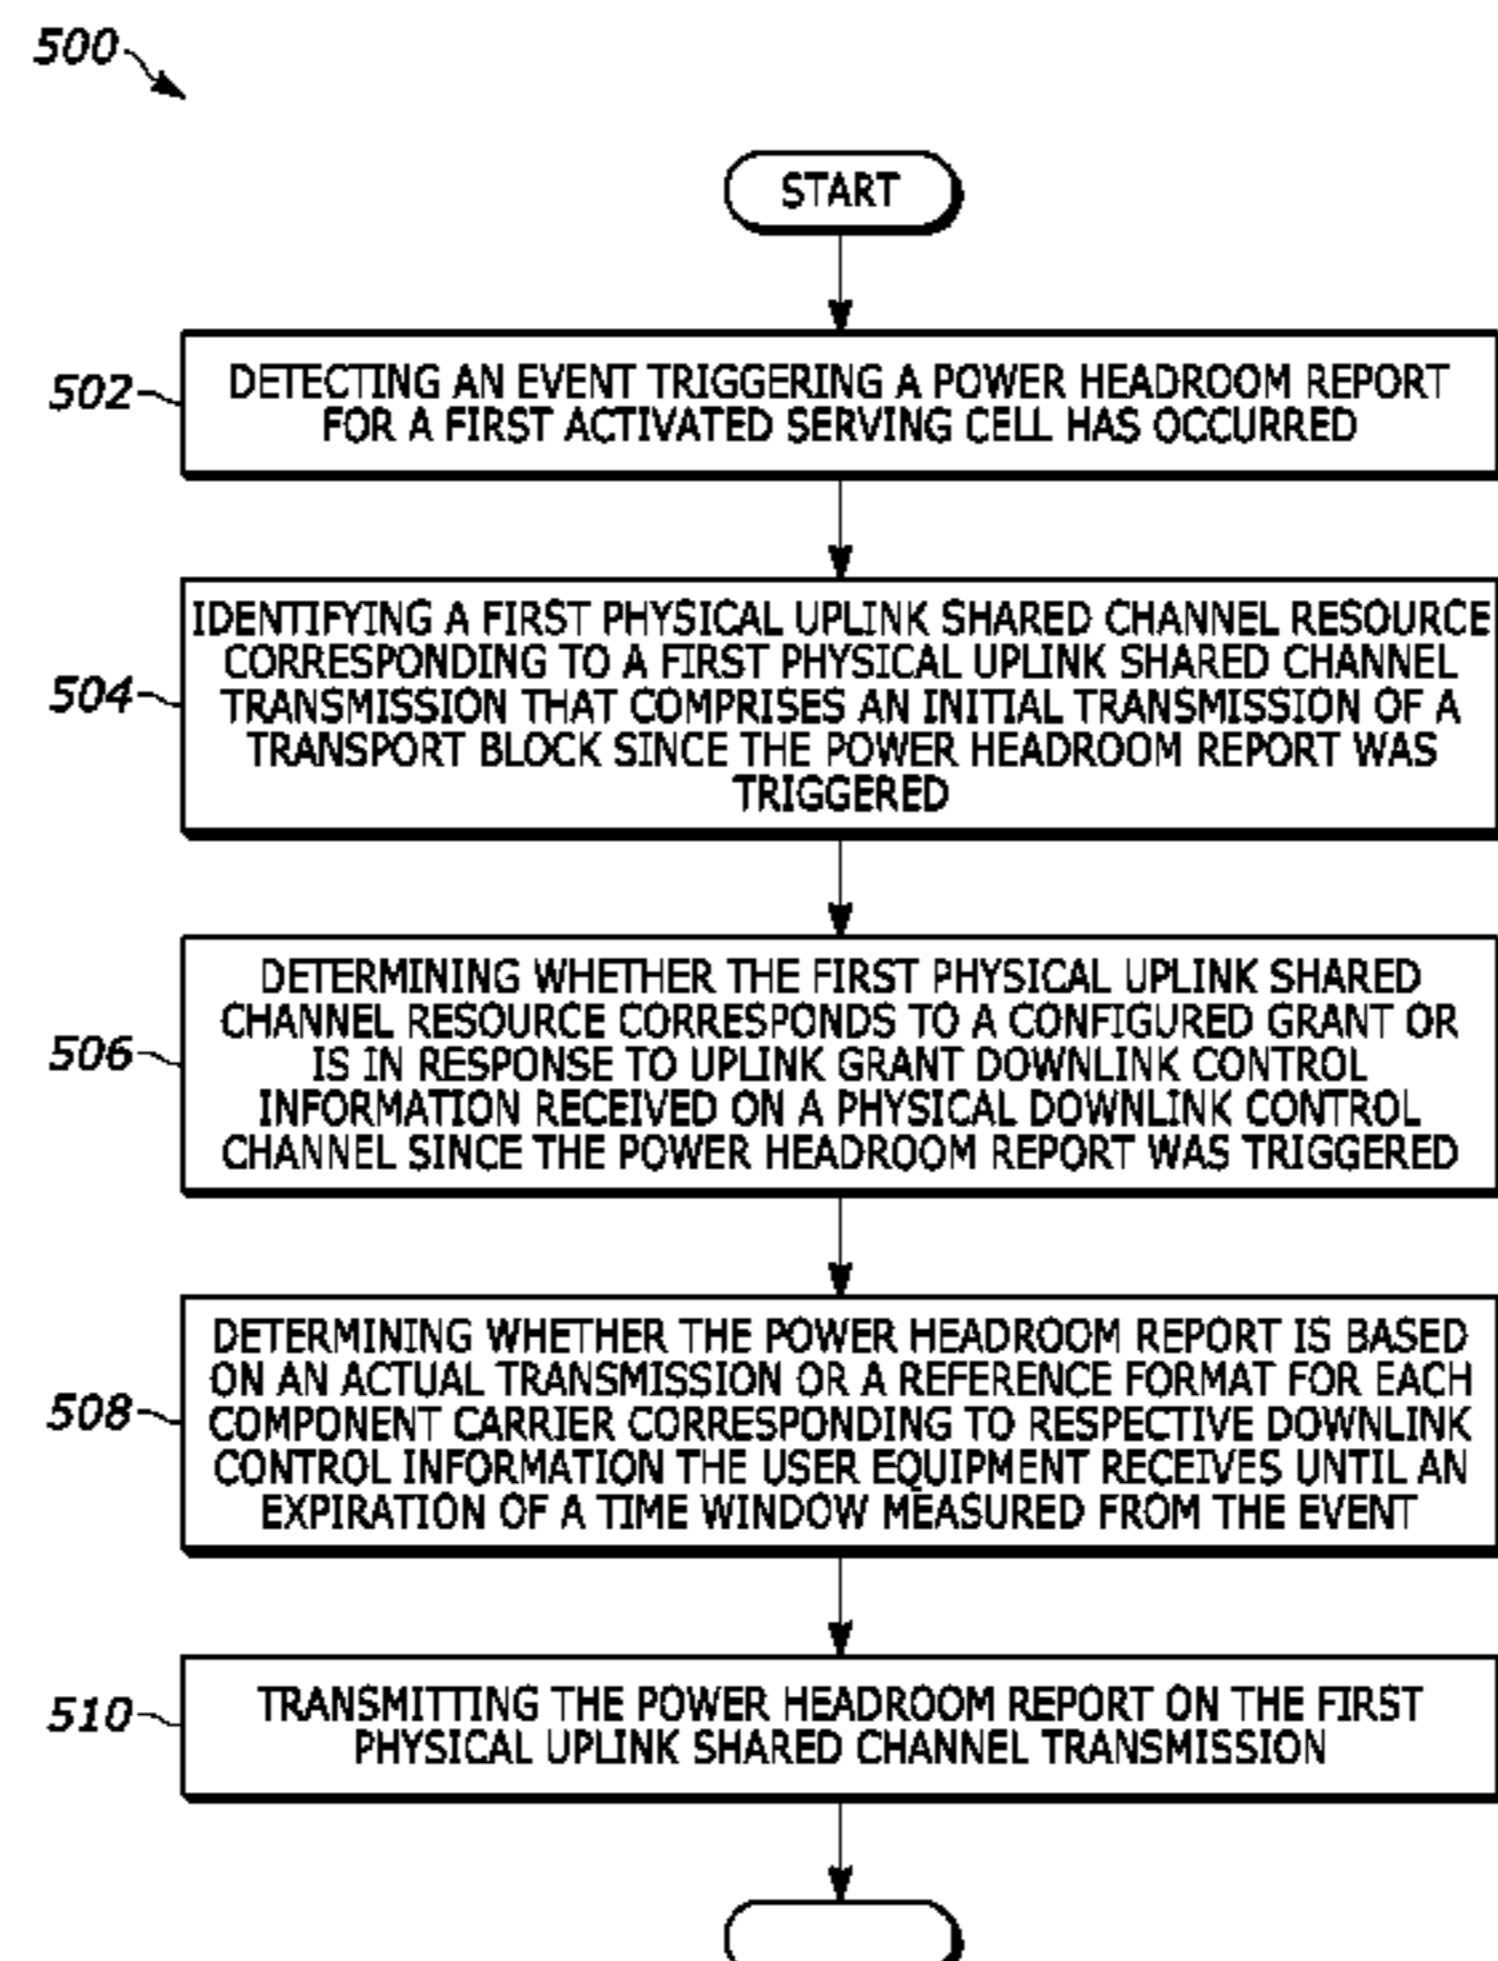 500
START
502
DETECTING AN EVENT TRIGGERING A POWER HEADROOM REPORT
FOR A FIRST ACTIVATED SERVING CELL HAS OCCURRED
504
IDENTIFYING A FIRST PHYSICAL UPLINK SHARED CHANNEL RESOURCE
CORRESPONDING TO A FIRST PHYSICAL UPLINK SHARED CHANNEL
TRANSMISSION THAT COMPRISES AN INITIAL TRANSMISSION OF A
TRANSPORT BLOCK SINCE THE POWER HEADROOM REPORT WAS
TRIGGERED
506
DETERMINING WHETHER THE FIRST PHYSICAL UPLINK SHARED
CHANNEL RESOURCE CORRESPONDS TO A CONFIGURED GRANT OR
IS IN RESPONSE TO UPLINK GRANT DOWNLINK CONTROL
INFORMATION RECEIVED ON A PHYSICAL DOWNLINK CONTROL
CHANNEL SINCE THE POWER HEADROOM REPORT WAS TRIGGERED
508
DETERMINING WHETHER THE POWER HEADROOM REPORT IS BASED
ON AN ACTUAL TRANSMISSION OR A REFERENCE FORMAT FOR EACH
COMPONENT CARRIER CORRESPONDING TO RESPECTIVE DOWNLINK
CONTROL INFORMATION THE USER EQUIPMENT RECEIVES UNTIL AN
EXPIRATION OF A TIME WINDOW MEASURED FROM THE EVENT
510
TRANSMITTING THE POWER HEADROOM REPORT ON THE FIRST
PHYSICAL UPLINK SHARED CHANNEL TRANSMISSION